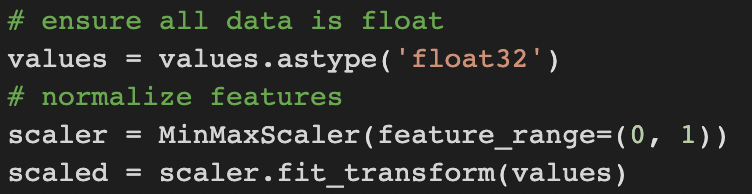 # ensure all data is float
values = values.astype('float32')
# normalize features
scaler = MinMaxScaler(feature_range=(0, 1))
scaled = scaler.fit_transform(values)